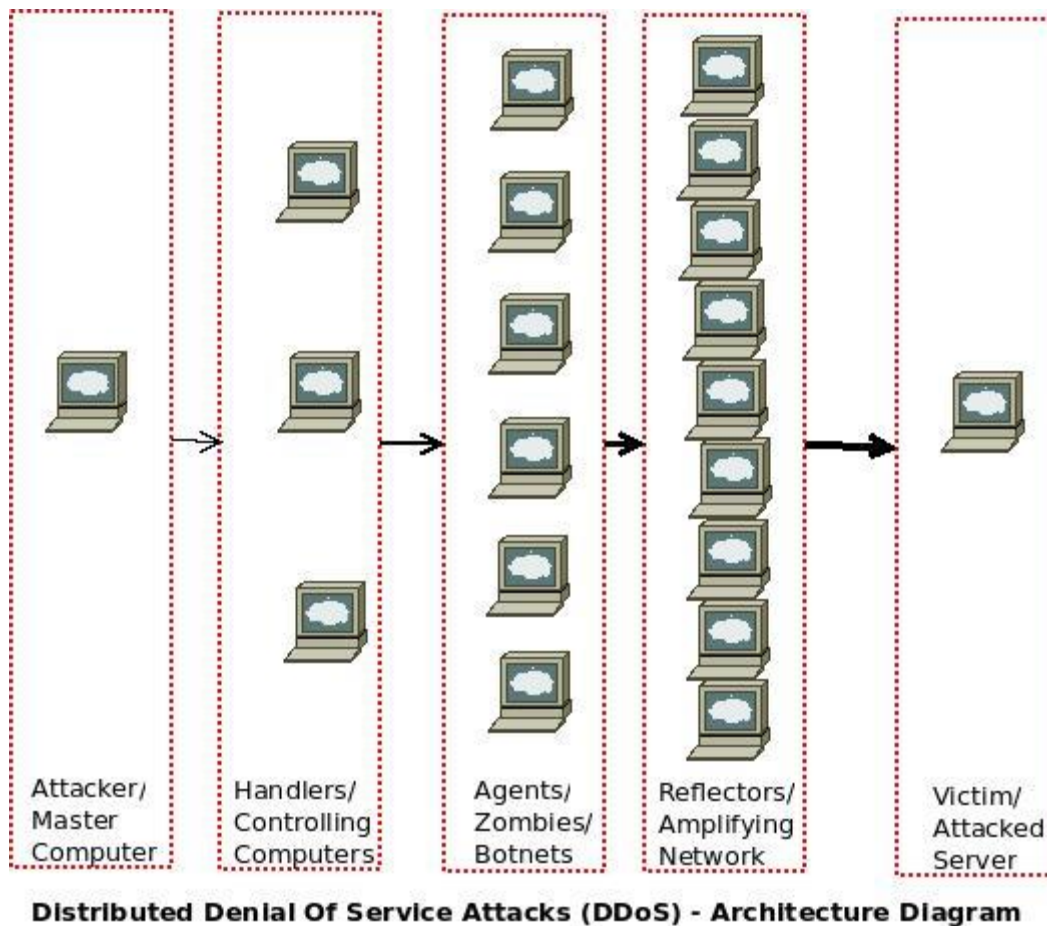 Attacker/
Master
Computer
Handlers/
Controlling
Computers
Agents/
Zombies/
Botnets
Reflectors/
Amplifying
Network
Victim/
Attacked
Server
Distributed Denial Of Service Attacks (DDoS) - Architecture Diagram